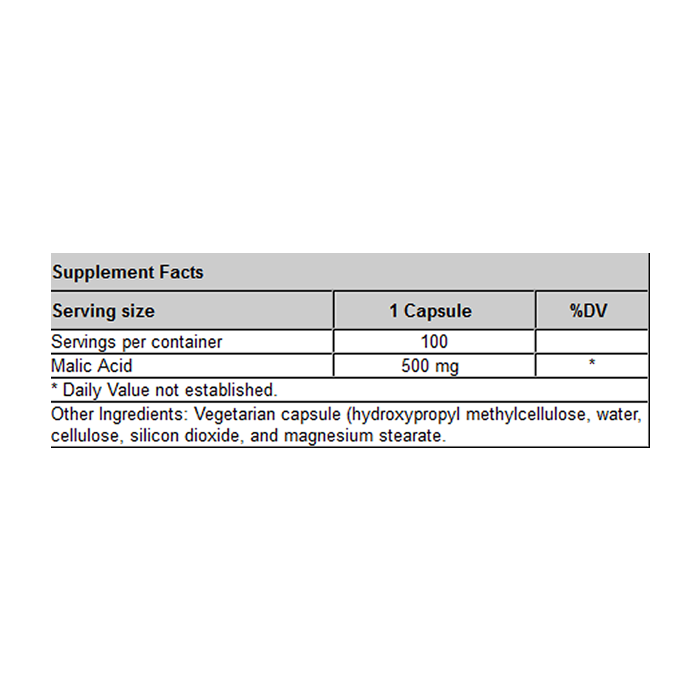 Supplement Facts
Serving size 1 Capsule %DV
Servings per container 100
Malic Acid 500 mg *
* Daily Value not established.
Other Ingredients: Vegetarian capsule (hydroxypropyl methylcellulose, water,
cellulose, silicon dioxide, and magnesium stearate.